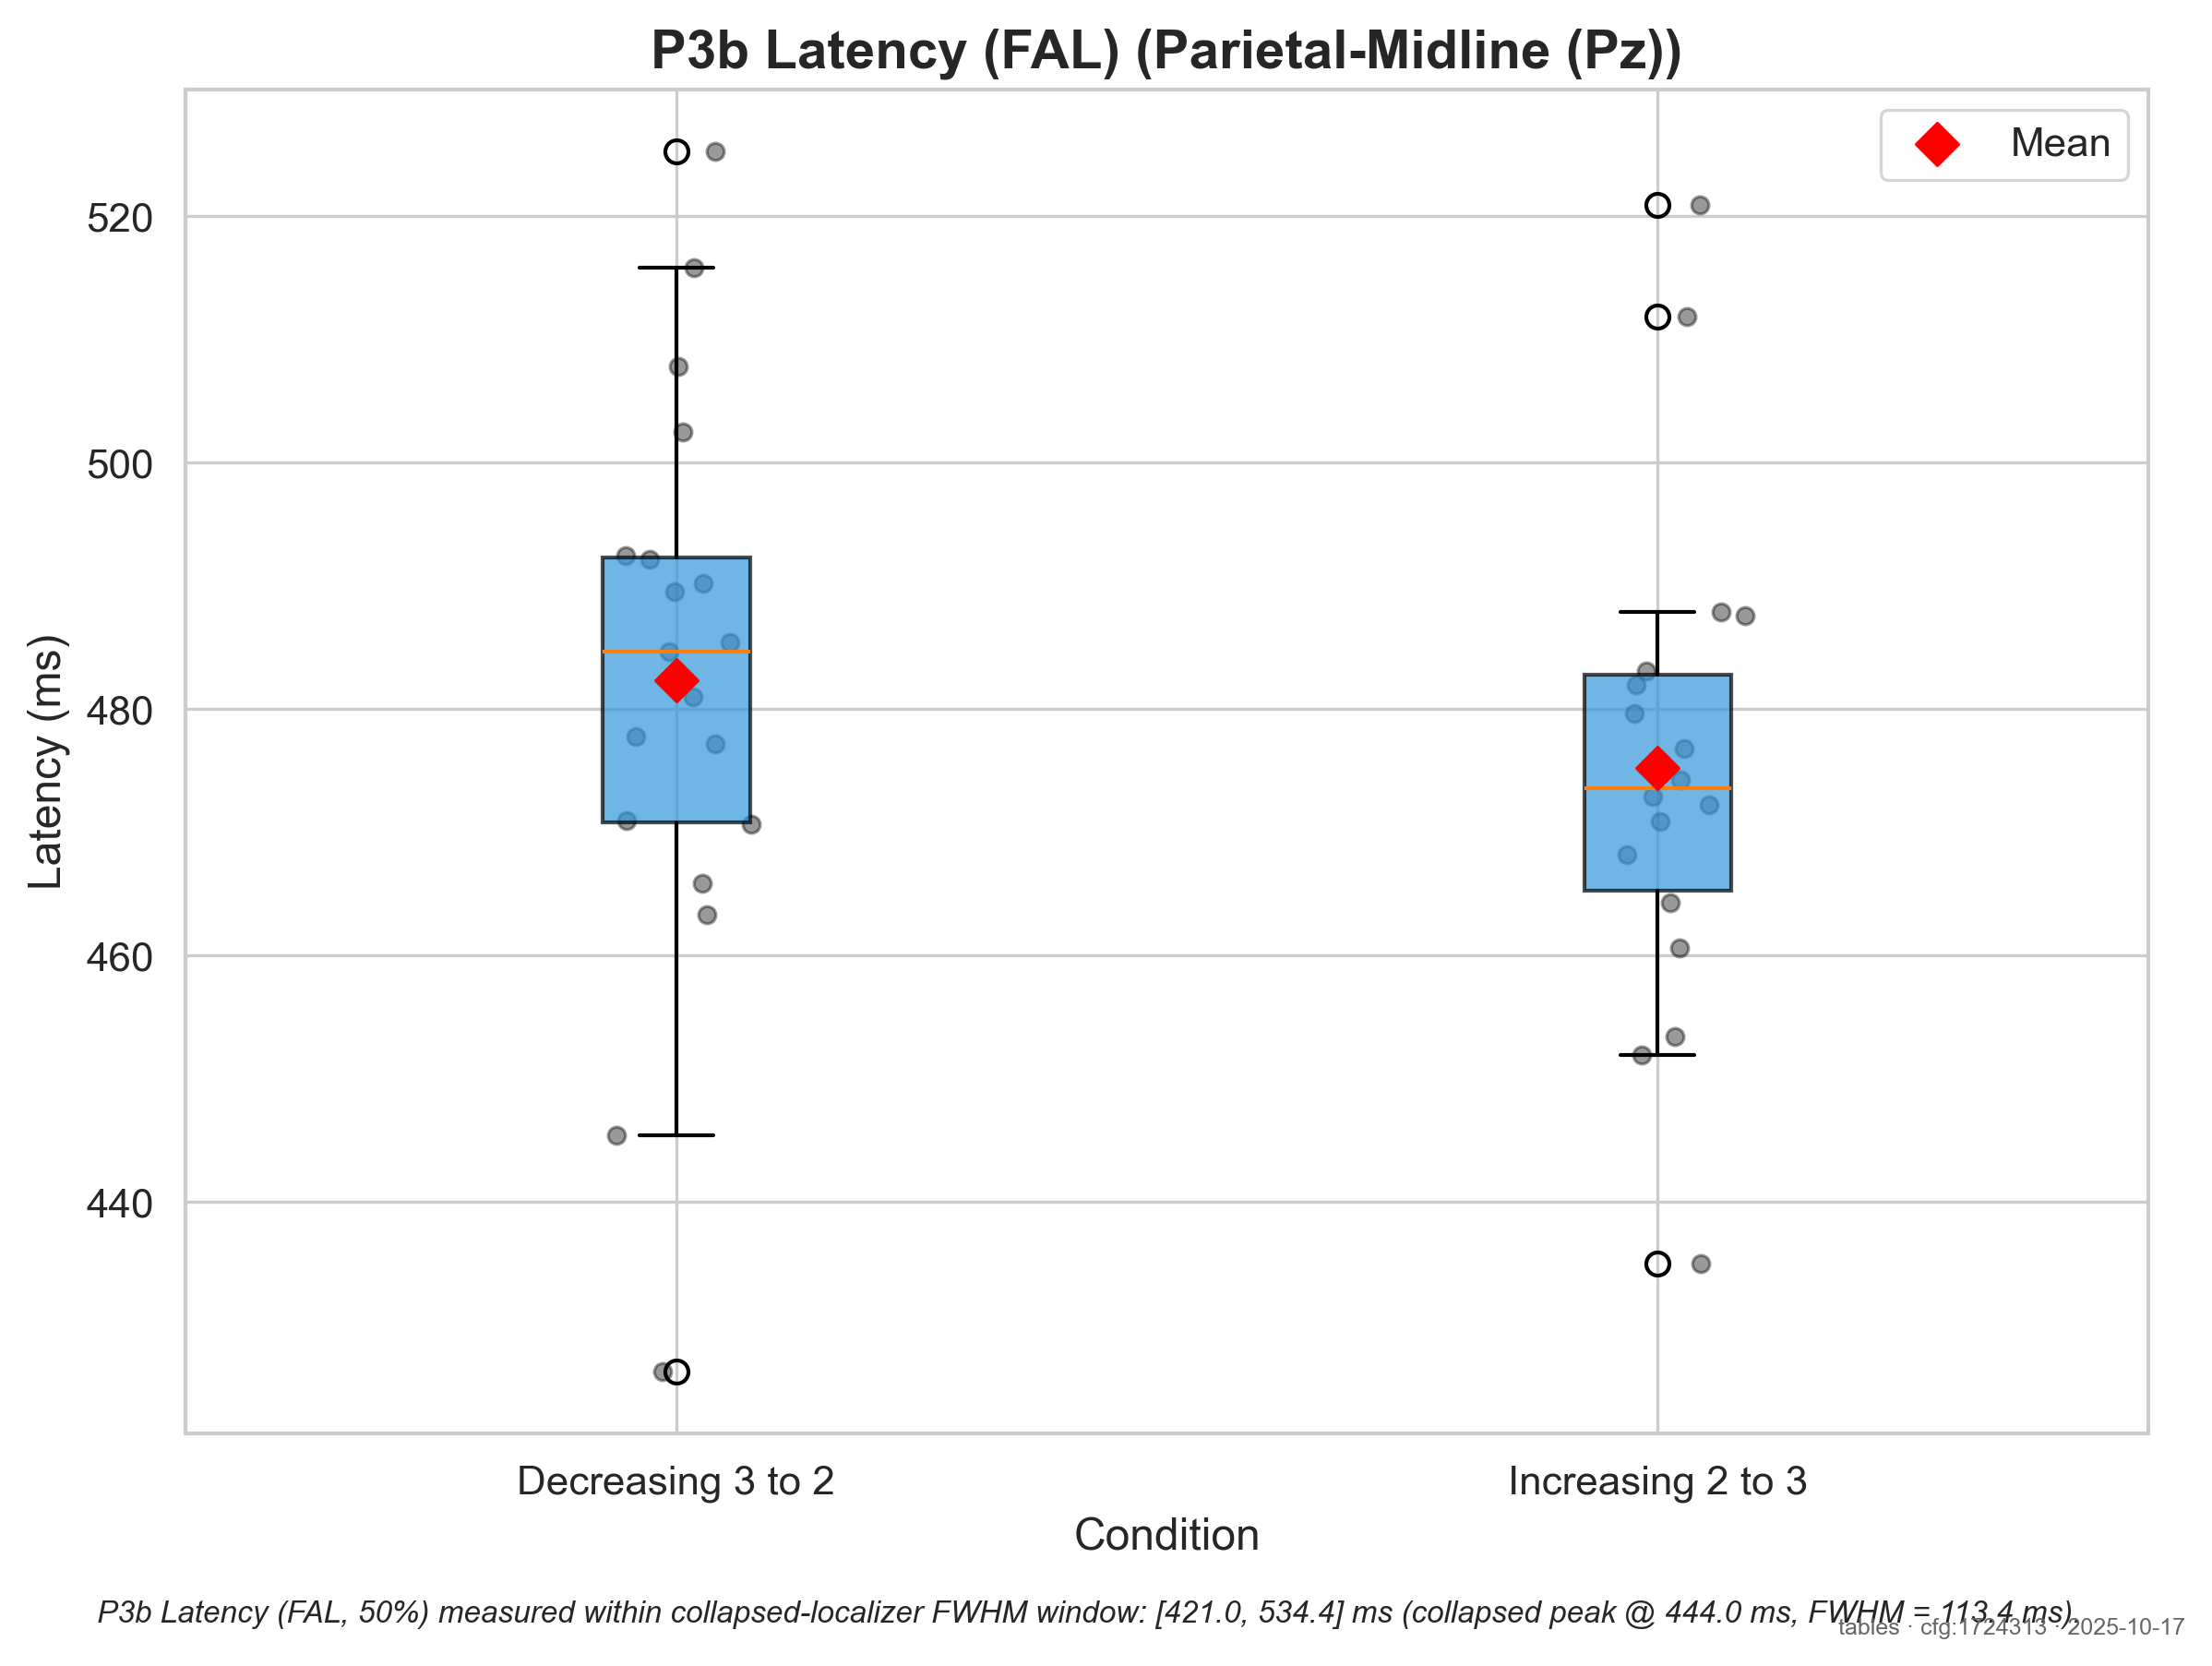 P3b Latency (FAL) (Parietal-Midline (Pz))
Mean
520
500
480
460
440
Latency (ms)
Decreasing 3 to 2
Increasing 2 to 3
Condition
P3b Latency (FAL, 50%) measured within collapsed-localizer FWHM window: [421.0, 534.4] ms (collapsed peak @ 444.0 ms, FWHM = 113.4 ms).
tables · cfg:1724313 · 2025-10-17